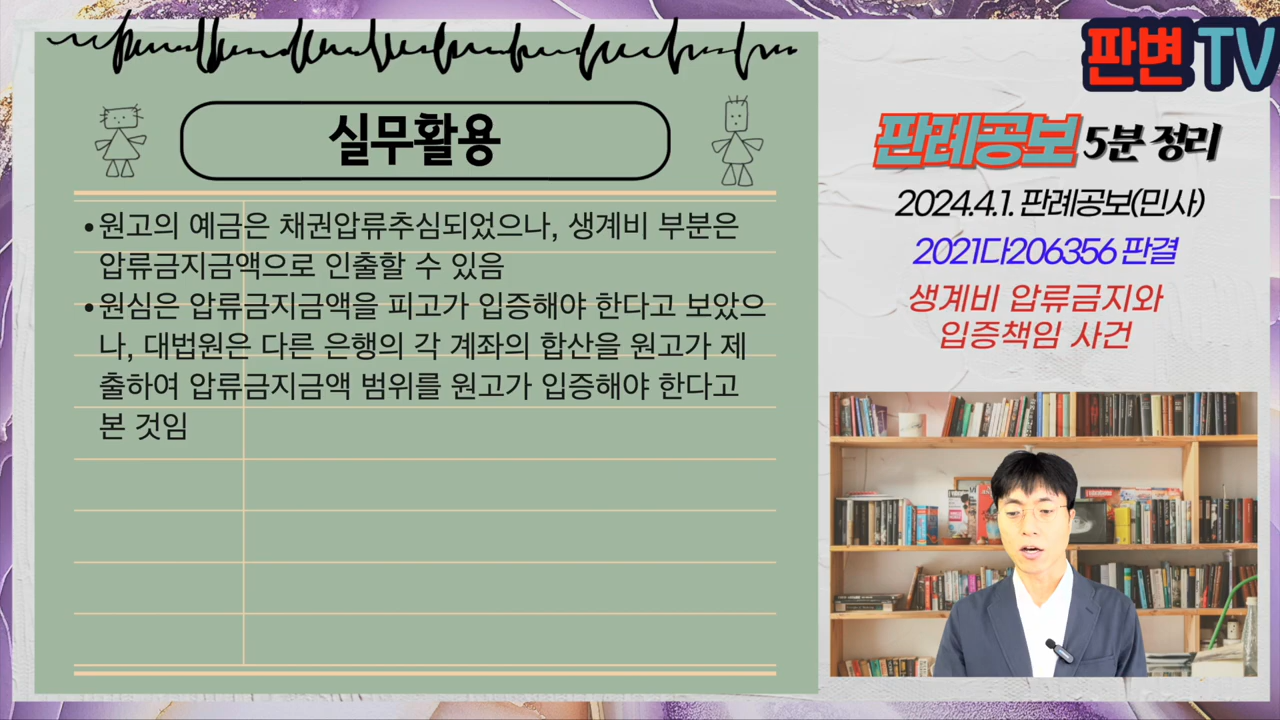 판변 TV
실무활용
•원고의 예금은 채권압류추심되었으나, 생계비 부분은
압류금지금액으로 인출할 수 있음
•원심은 압류금지금액을 피고가 입증해야 한다고 보았으
나, 대법원은 다른 은행의 각 계좌의 합산을 원고가 제
출하여 압류금지금액 범위를 원고가 입증해야 한다고
본 것임
판례공보 5분 정리
2024.4.1. 판례공보(민사)
2021다206356 판결
생계비 압류금지와
입증책임 사건